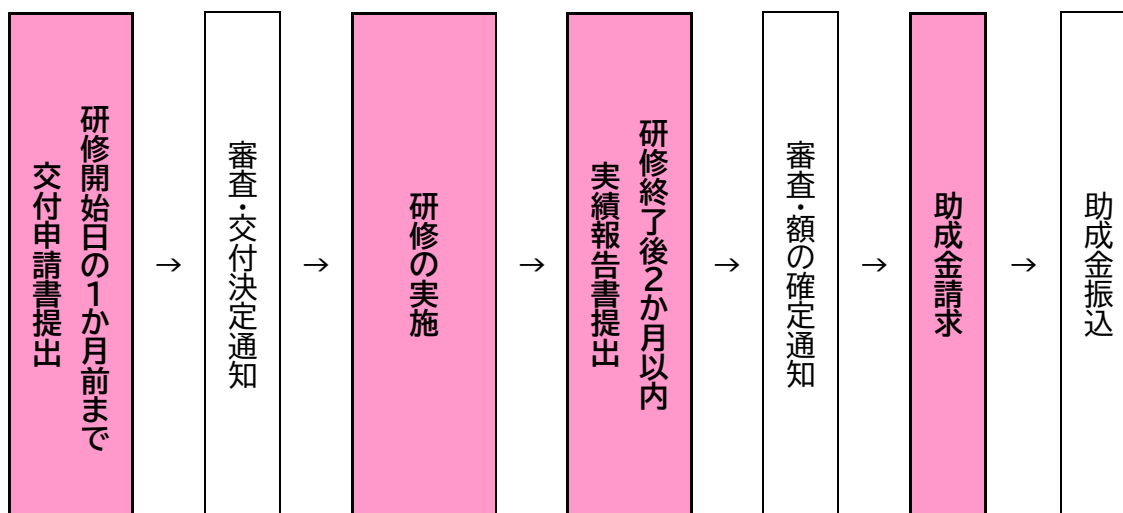 研修開始日の1か月前まで
交付申請書提出
→
審査・交付決定通知
→
研修の実施
→
研修終了後2か月以内
実績報告書提出
→
審査・額の確定通知
→
助成金請求
→
助成金振込